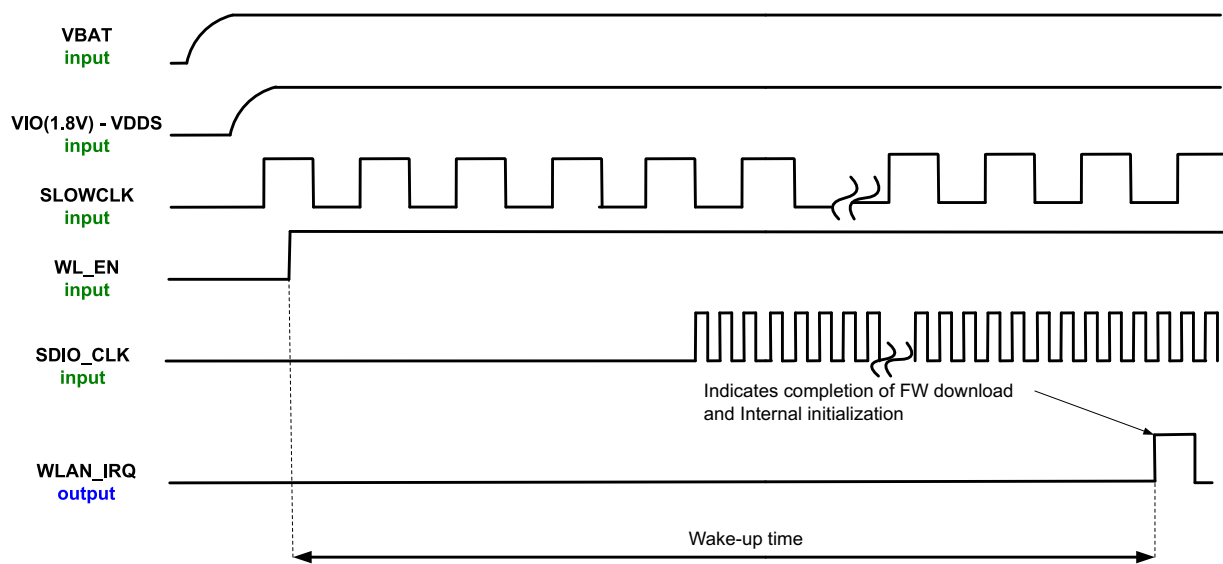 VBAT
input
VIO(1.8V) - VDDS
input
SLOWCLK
input
WL_EN
input
SDIO_CLK
input
Indicates completion of FW download
and Internal initialization
WLAN_IRQ
output
Wake-up time